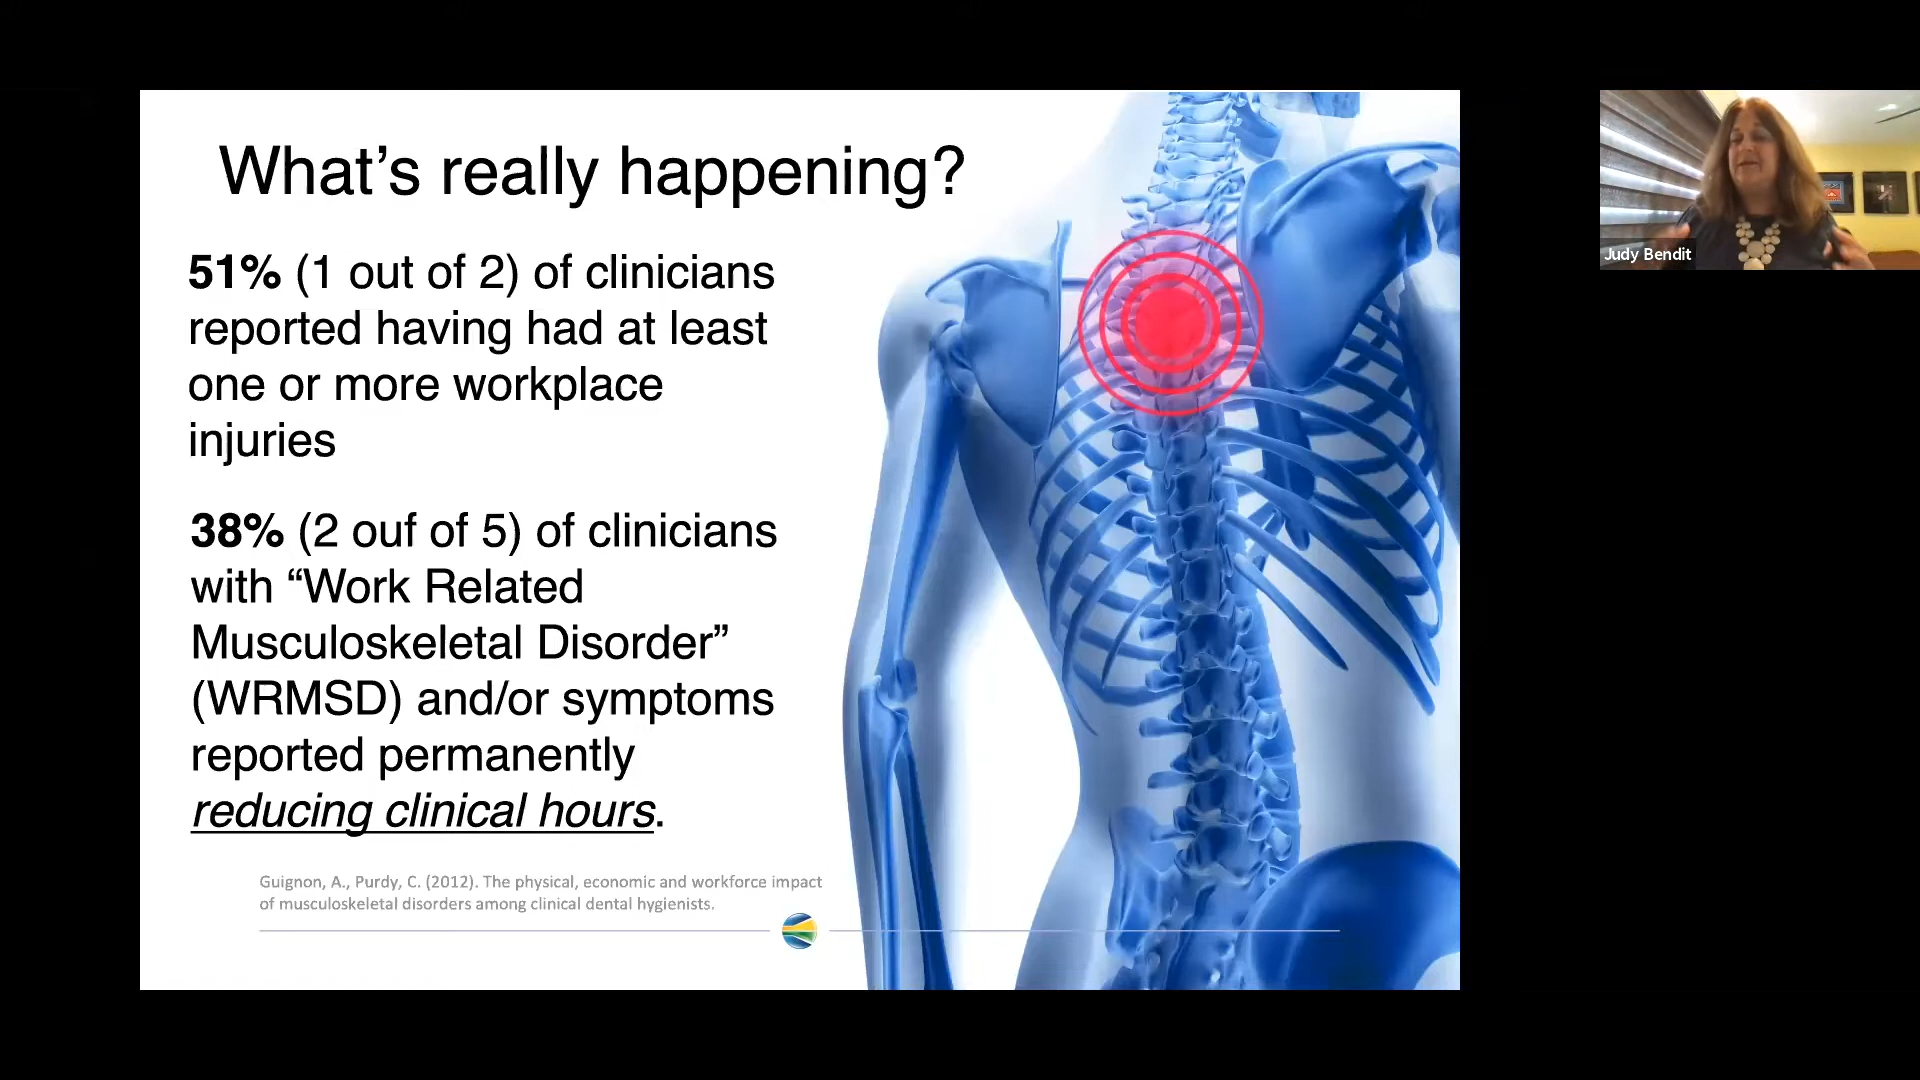 What’s really happening?
51% (1 out of 2) of clinicians
reported having had at least
one or more workplace
injuries
38% (2 ouf of 5) of clinicians
with “Work Related
Musculoskeletal Disorder”
(WRMSD) and/or symptoms
reported permanently
reducing clinical hours.
Guignon, A., Purdy, C. (2012). The physical, economic and workforce impact
of musculoskeletal disorders among clinical dental hygienists.
Judy Bendit